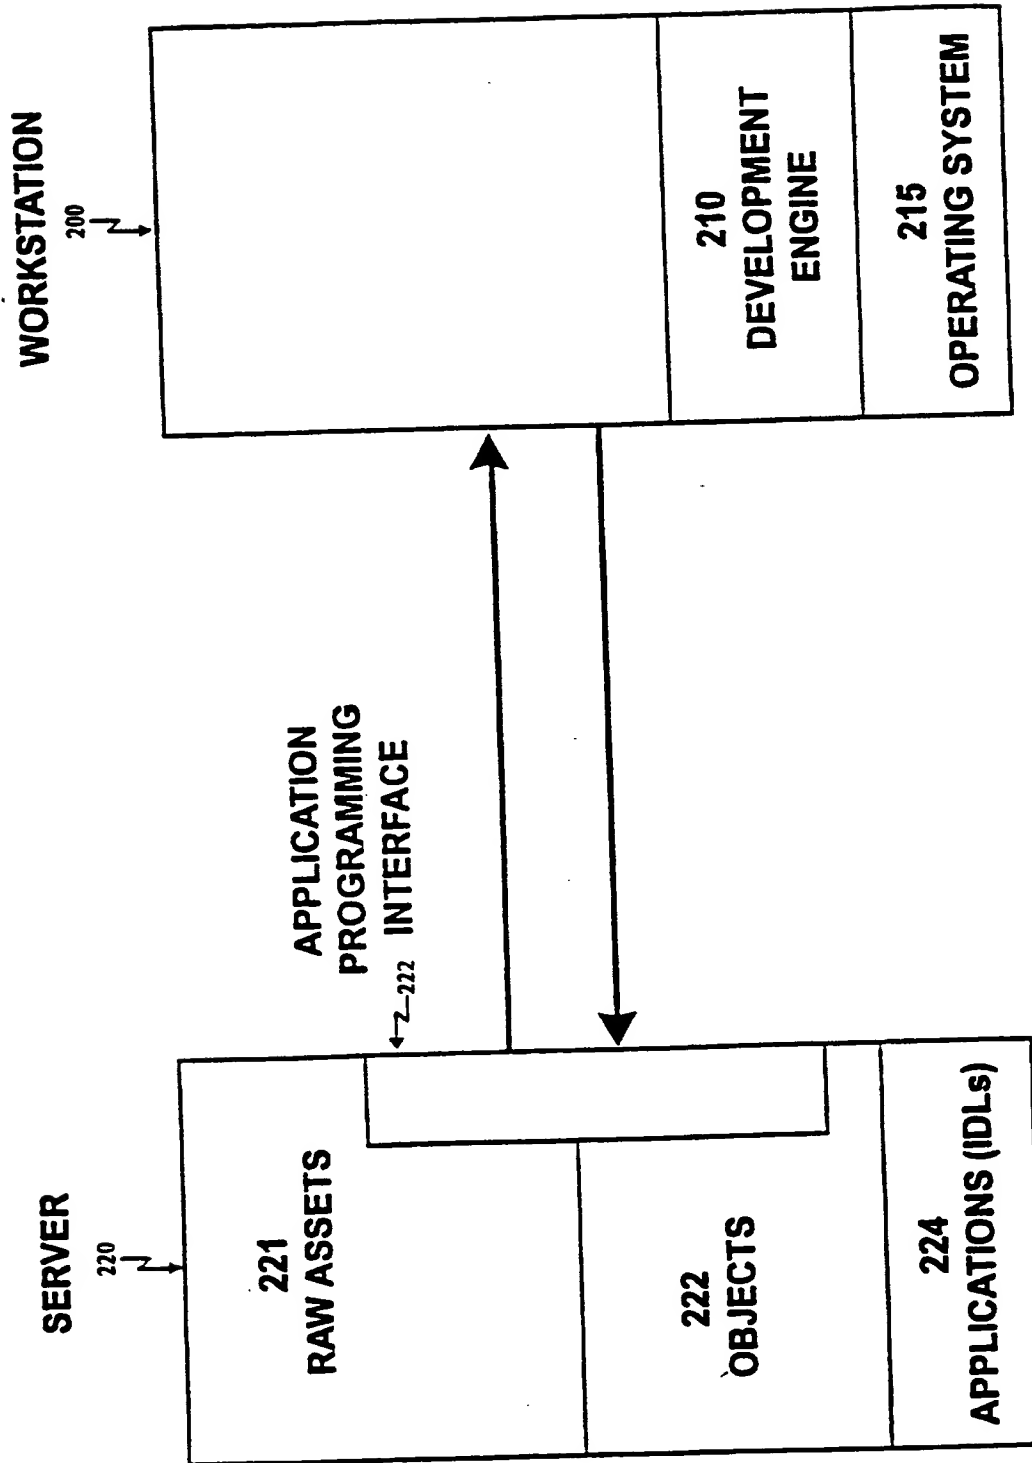 SERVER
220
221
RAW ASSETS
222
OBJECTS
224
APPLICATIONS (IDLs)
APPLICATION
PROGRAMMING
222 INTERFACE
WORKSTATION
200
210
DEVELOPMENT
ENGINE
215
OPERATING SYSTEM